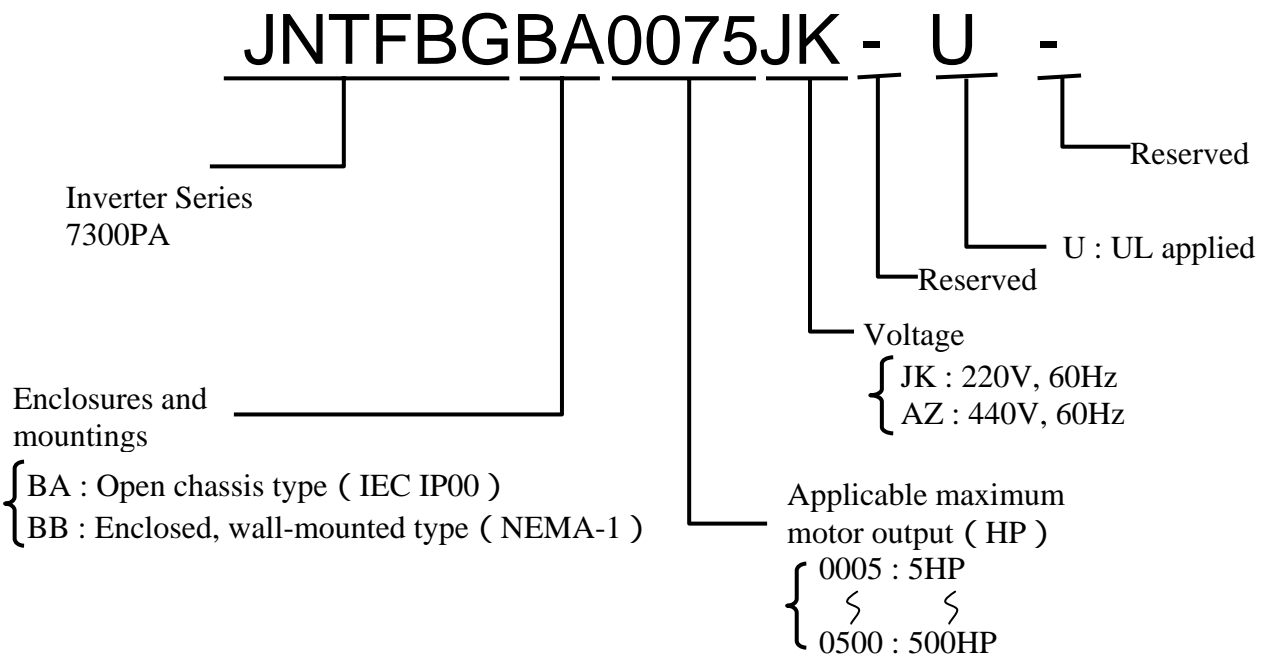 JNTFBGBA0075JK - U -
Reserved
Inverter Series
7300PA
U : UL applied
Reserved
Voltage
JK : 220V, 60Hz
AZ : 440V, 60Hz
Enclosures and
mountings
BA : Open chassis type ( IEC IP00 )
BB : Enclosed, wall-mounted type ( NEMA-1 )
Applicable maximum
motor output ( HP )
0005 : 5HP
0500 : 500HP